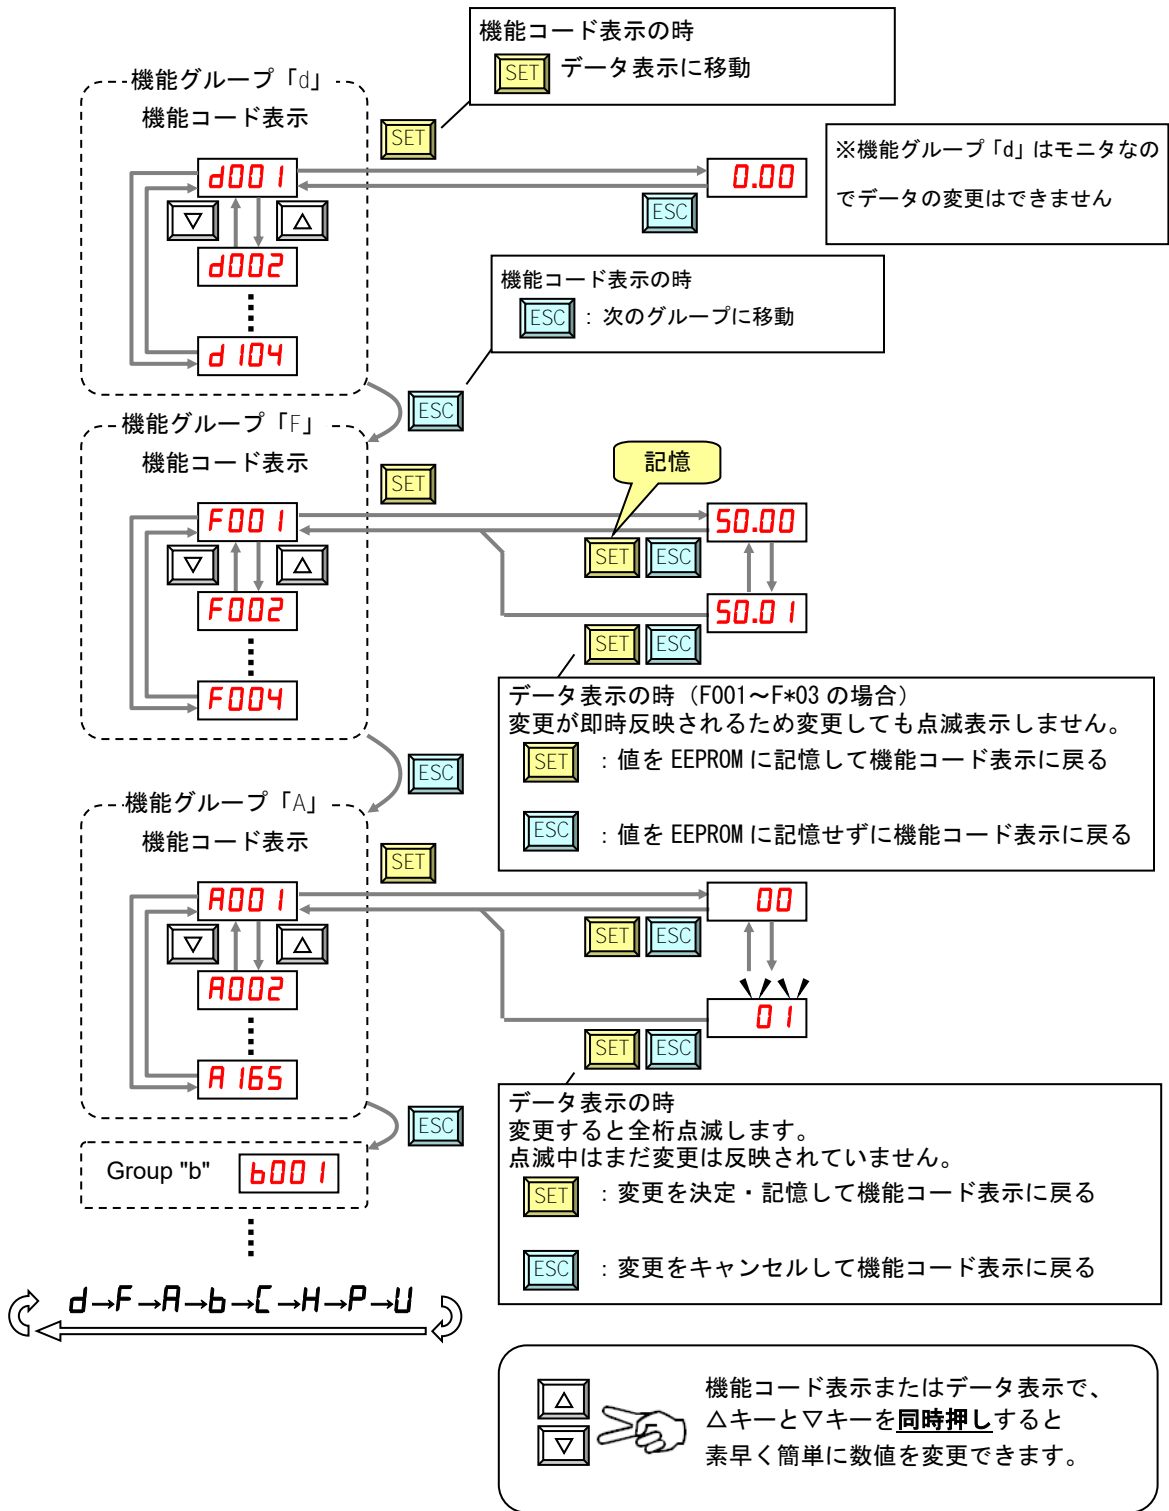 機能コード表示の時
SET データ表示に移動
機能グループ「d」
機能コード表示
SET
※機能グループ「d」はモニタなの
でデータの変更はできません
d001
0.00
ESC
▽ △
d002
機能コード表示の時
ESC : 次のグループに移動
d104
ESC
機能グループ「F」
機能コード表示
SET
記憶
F001
50.00
▽ △
SET ESC
F002
50.01
SET ESC
F004
データ表示の時（F001～F*03 の場合）
変更が即時反映されるため変更しても点滅表示しません。
SET : 値を EEPROM に記憶して機能コード表示に戻る
ESC : 値を EEPROM に記憶せずに機能コード表示に戻る
ESC
機能グループ「A」
機能コード表示
SET
A001
00
▽ △
SET ESC
A002
01
SET ESC
A165
データ表示の時
変更すると全桁点滅します。
点滅中はまだ変更は反映されていません。
SET : 変更を決定・記憶して機能コード表示に戻る
ESC : 変更をキャンセルして機能コード表示に戻る
ESC
Group "b" b001
d→F→A→b→C→H→P→U
△
▽
機能コード表示またはデータ表示で、
△キーと▽キーを同時押しすると
素早く簡単に数値を変更できます。